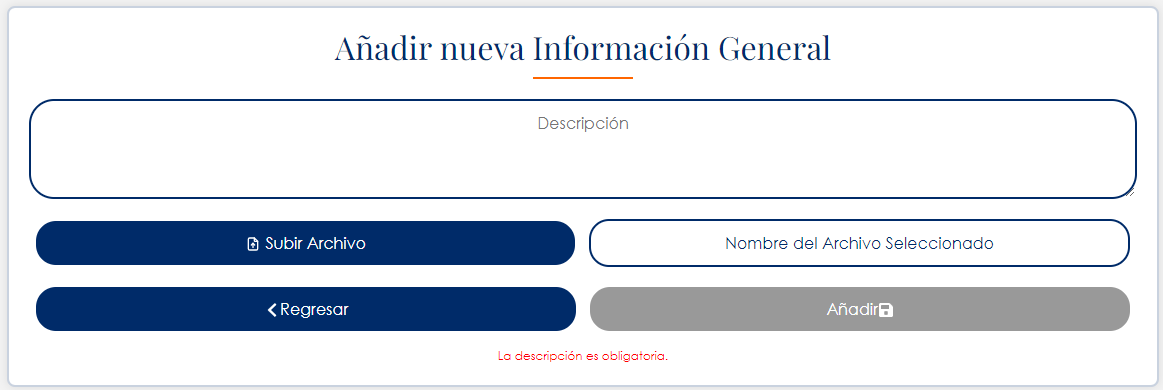 Añadir nueva Información General
Descripción
Subir Archivo
Nombre del Archivo Seleccionado
Regresar
Añadir
La descripción es obligatoria.